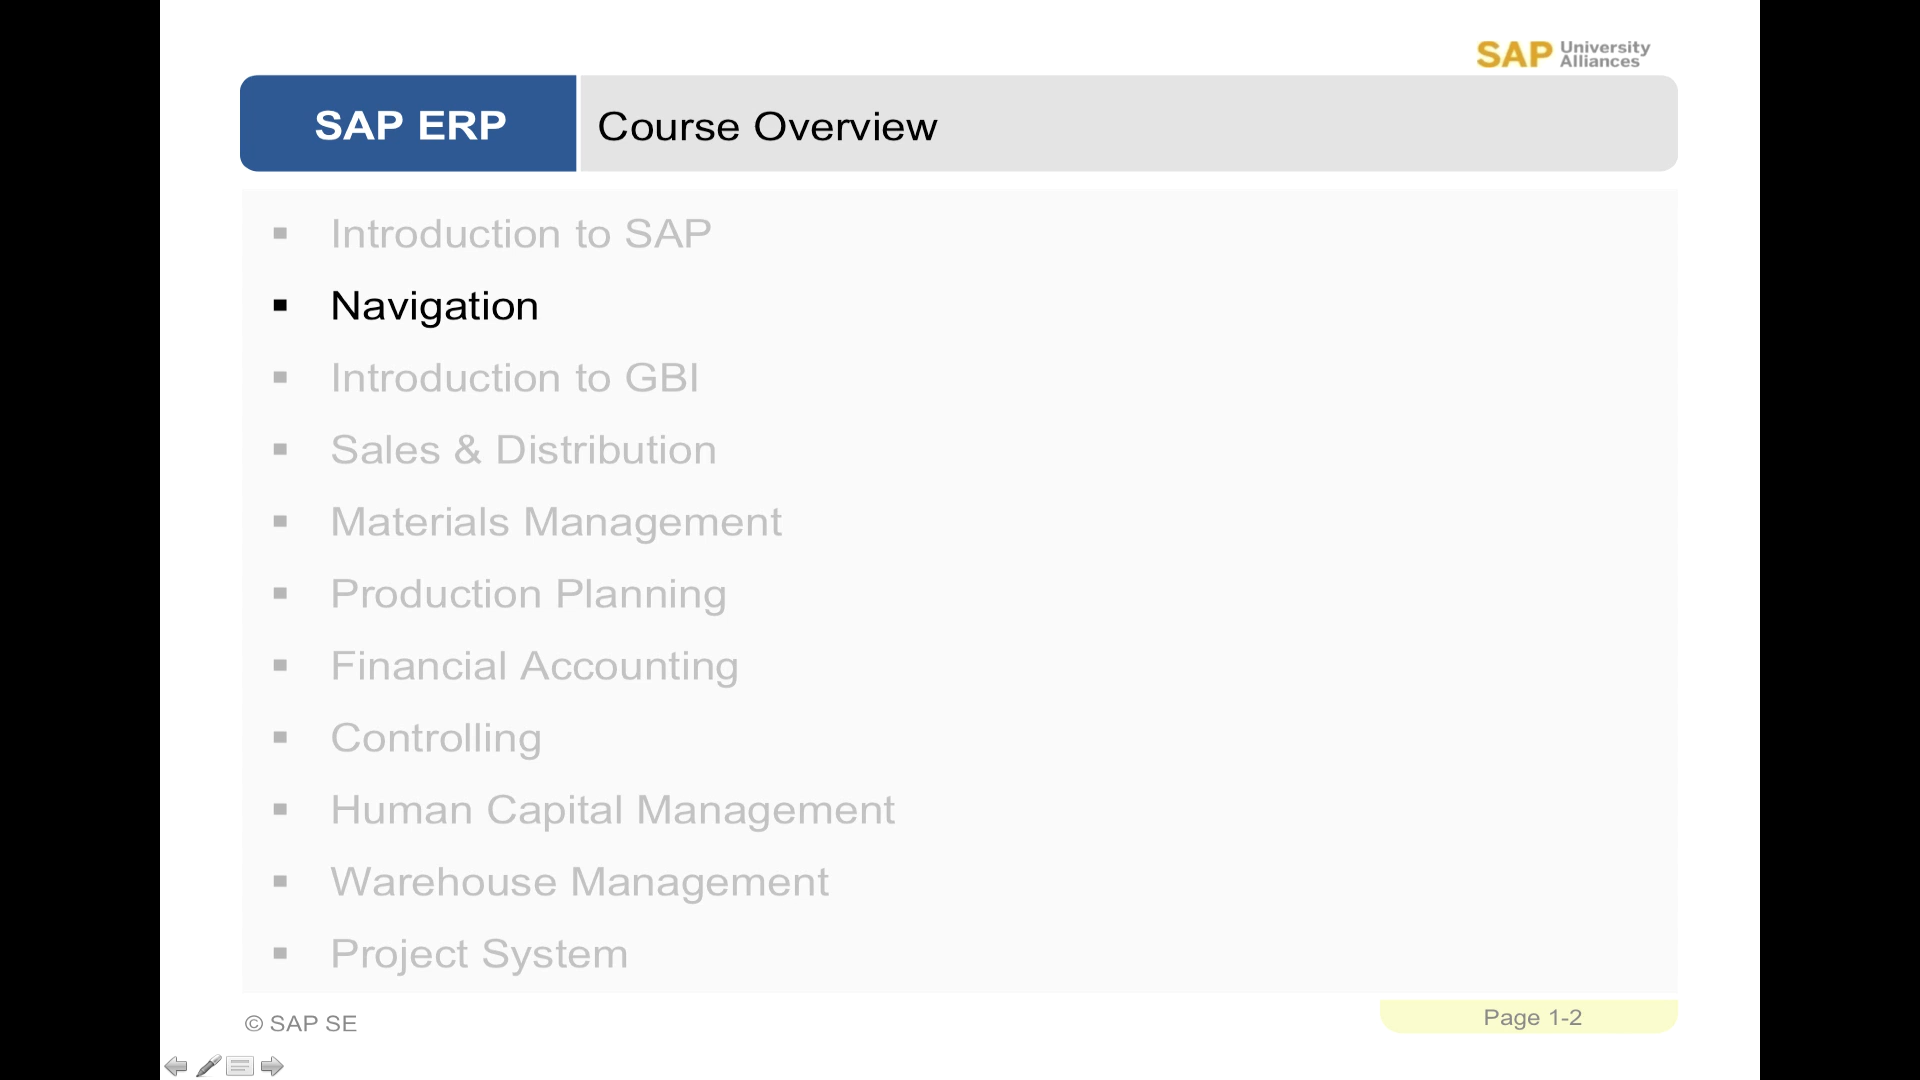 SAP University
Alliances
SAP ERP
Course Overview
▪ Introduction to SAP
▪ Navigation
▪ Introduction to GBI
▪ Sales & Distribution
▪ Materials Management
▪ Production Planning
▪ Financial Accounting
▪ Controlling
▪ Human Capital Management
▪ Warehouse Management
▪ Project System
© SAP SE
Page 1-2